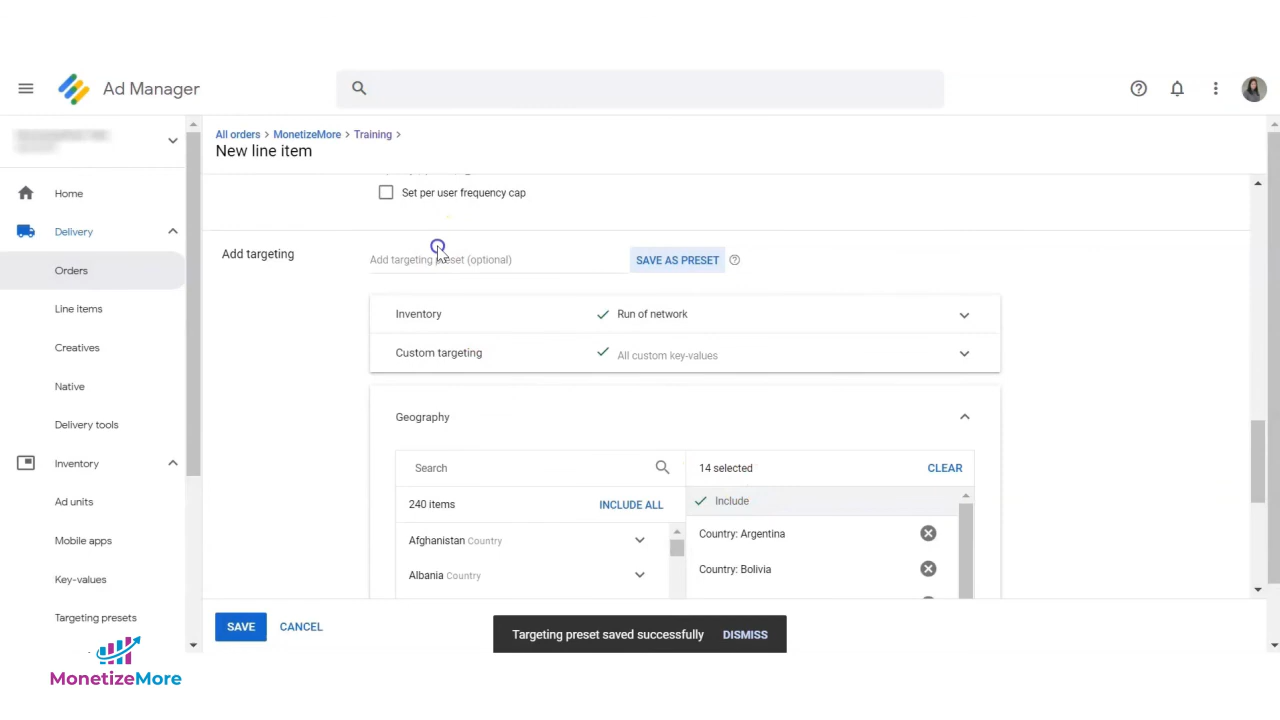 Ad Manager
All orders > MonetizeMore > Training >
New line item
Home
Delivery
Orders
Line items
Creatives
Native
Delivery tools
Inventory
Ad units
Mobile apps
Key-values
Targeting presets
MonetizeMore
Set per user frequency cap
Add targeting
Add targeting preset (optional)
SAVE AS PRESET
Inventory
Run of network
Custom targeting
All custom key-values
Geography
Search
14 selected
CLEAR
240 items
INCLUDE ALL
Include
Afghanistan Country
Country: Argentina
Albania Country
Country: Bolivia
SAVE
CANCEL
Targeting preset saved successfully
DISMISS